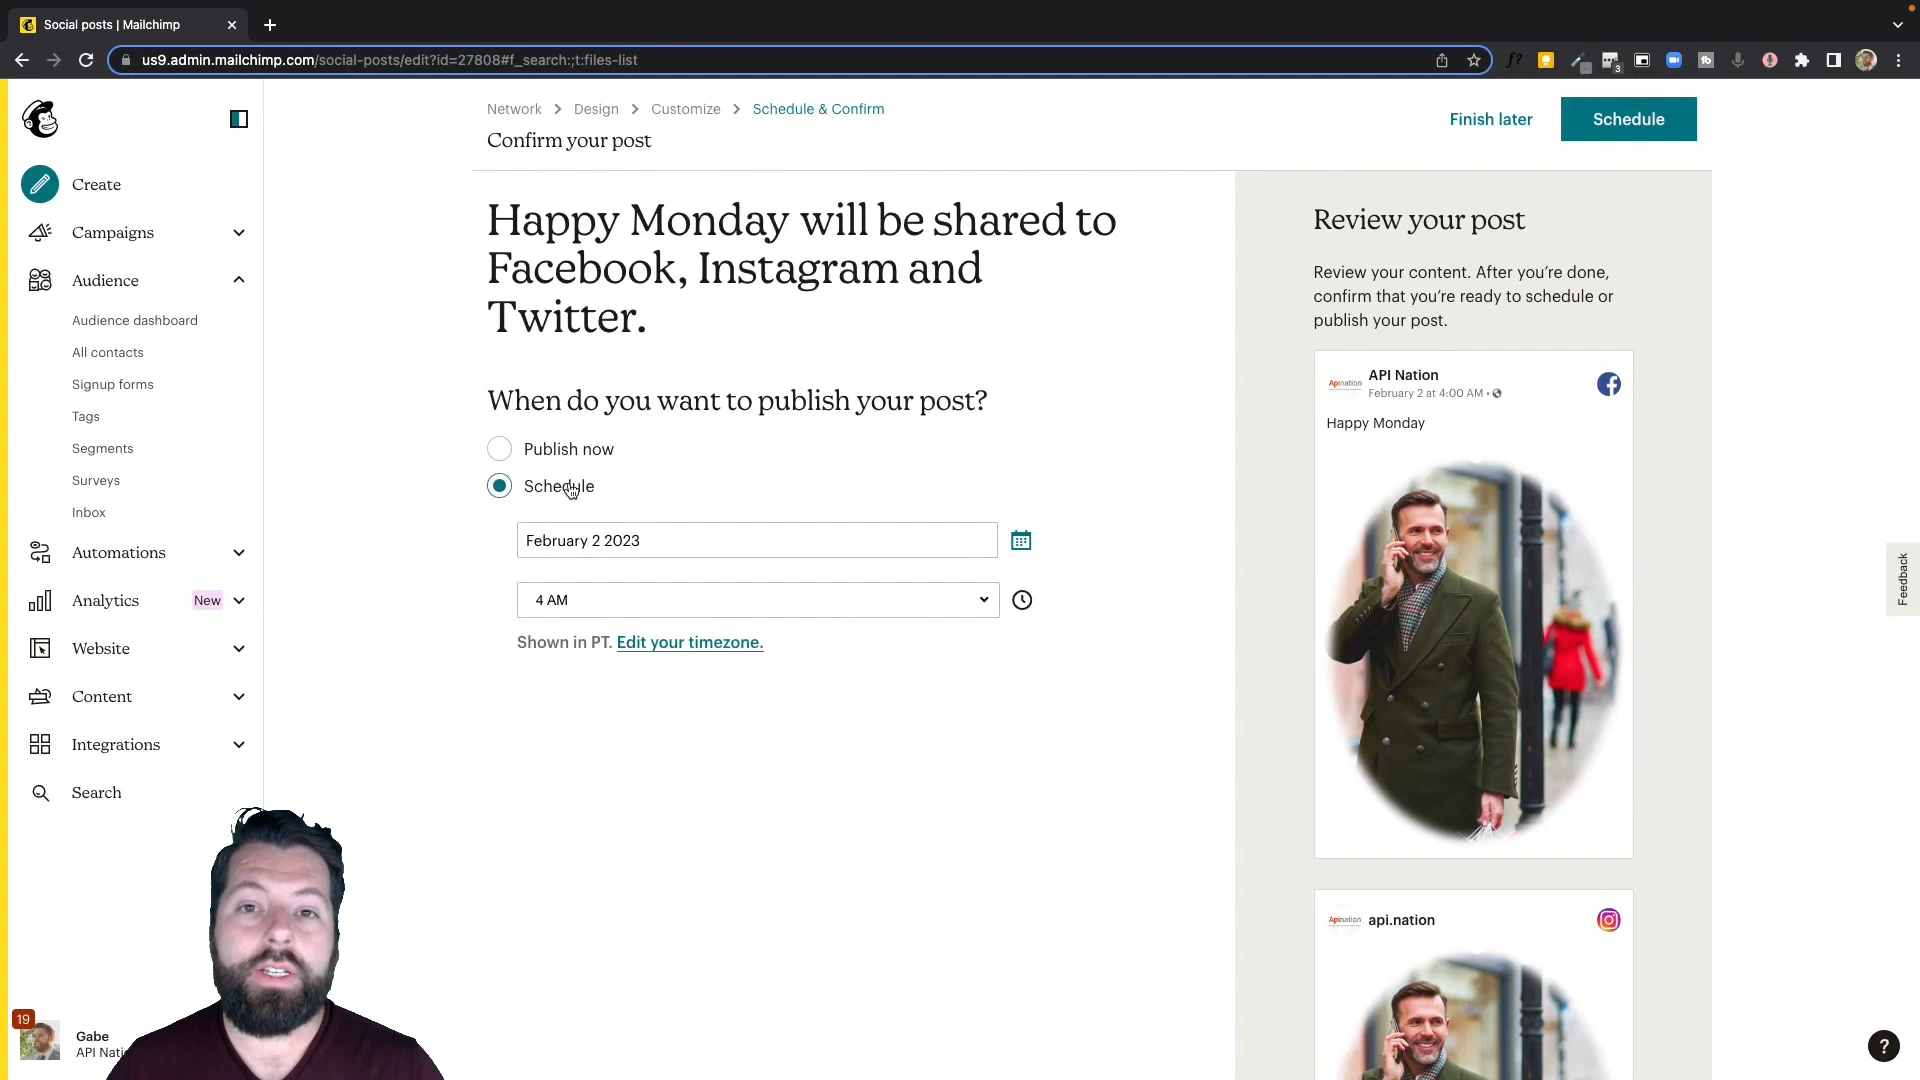 Social posts | Mailchimp
us9.admin.mailchimp.com/social-posts/edit?id=27808#f_search:;t:files-list
3
Create
Campaigns
Audience
Audience dashboard
All contacts
Signup forms
Tags
Segments
Surveys
Inbox
Automations
Analytics New
Website
Content
Integrations
Search
19
Gabe
API
Network > Design > Customize > Schedule & Confirm
Confirm your post
Finish later
Schedule
Happy Monday will be shared to
Facebook, Instagram and
Twitter.
When do you want to publish your post?
Publish now
Schedule
February 2 2023
4 AM
Shown in PT. Edit your timezone.
Review your post
Review your content. After you’re done,
confirm that you’re ready to schedule or
publish your post.
Apination
API Nation
February 2 at 4:00 AM •
Happy Monday
Apination
api.nation
Feedback
?